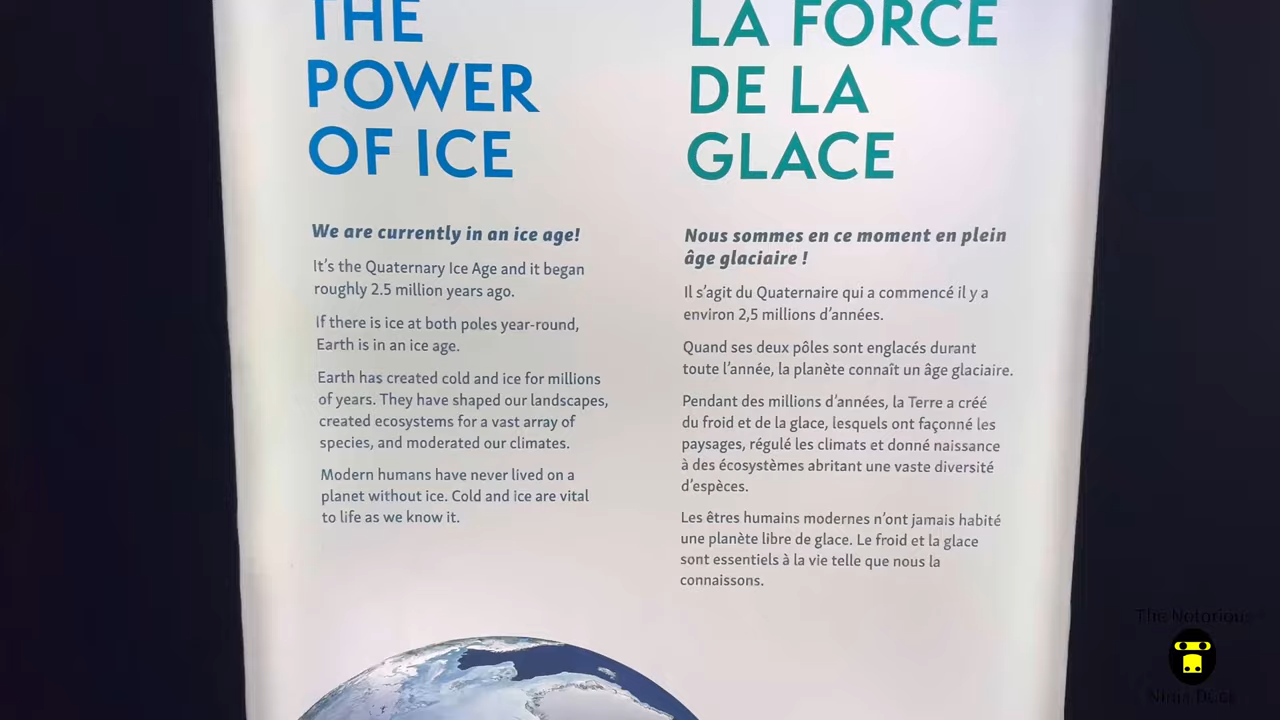 THE
POWER
OF ICE
We are currently in an ice age!
It's the Quaternary Ice Age and it began
roughly 2.5 million years ago.
If there is ice at both poles year-round,
Earth is in an ice age.
Earth has created cold and ice for millions
of years. They have shaped our landscapes,
created ecosystems for a vast array of
species, and moderated our climates.
Modern humans have never lived on a
planet without ice. Cold and ice are vital
to life as we know it.
LA FORCE
DE LA
GLACE
Nous sommes en ce moment en plein
âge glaciaire !
Il s'agit du Quaternaire qui a commencé il y a
environ 2,5 millions d'années.
Quand ses deux pôles sont englacés durant
toute l'année, la planète connaît un âge glaciaire.
Pendant des millions d'années, la Terre a créé
du froid et de la glace, lesquels ont façonné les
paysages, régulé les climats et donné naissance
à des écosystèmes abritant une vaste diversité
d'espèces.
Les êtres humains modernes n'ont jamais habité
une planète libre de glace. Le froid et la glace
sont essentiels à la vie telle que nous la
connaissons.
The Notorious
Ninja